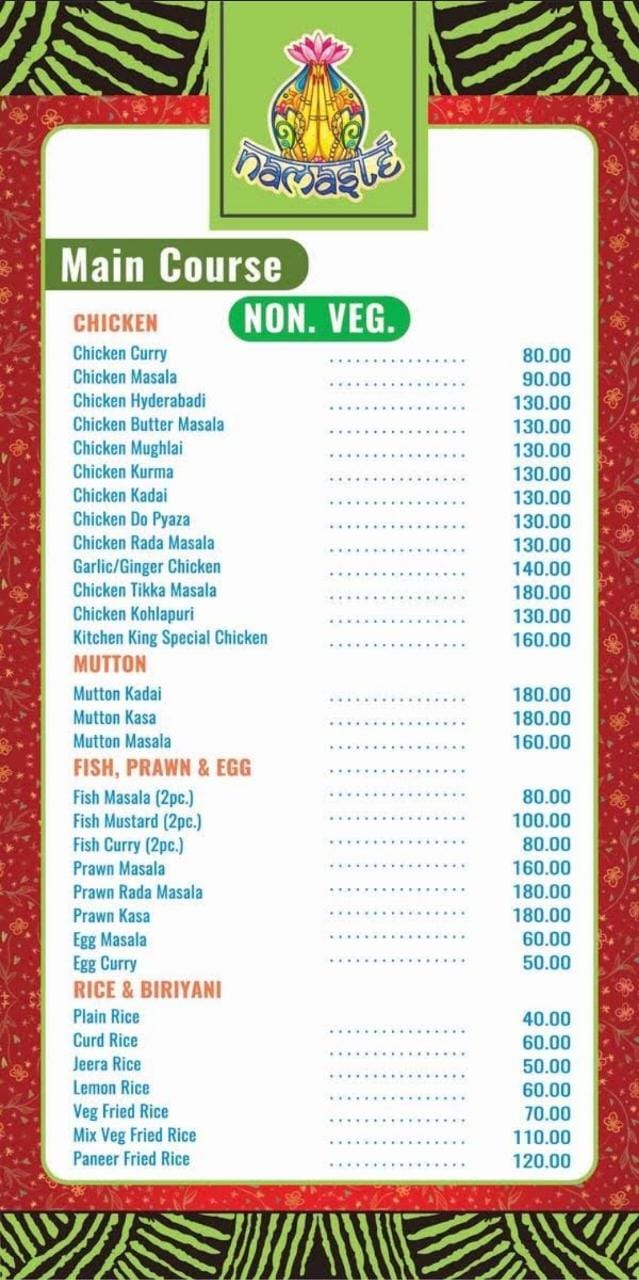 namasté
Main Course
NON. VEG.
CHICKEN
Chicken Curry ................ 80.00
Chicken Masala ................ 90.00
Chicken Hyderabadi ................ 130.00
Chicken Butter Masala ................ 130.00
Chicken Mughlai ................ 130.00
Chicken Kurma ................ 130.00
Chicken Kadai ................ 130.00
Chicken Do Pyaza ................ 130.00
Chicken Rada Masala ................ 130.00
Garlic/Ginger Chicken ................ 140.00
Chicken Tikka Masala ................ 180.00
Chicken Kohlapuri ................ 130.00
Kitchen King Special Chicken ................ 160.00
MUTTON
Mutton Kadai ................ 180.00
Mutton Kasa ................ 180.00
Mutton Masala ................ 160.00
FISH, PRAWN & EGG ................
Fish Masala (2pc.) ................ 80.00
Fish Mustard (2pc.) ................ 100.00
Fish Curry (2pc.) ................ 80.00
Prawn Masala ................ 160.00
Prawn Rada Masala ................ 180.00
Prawn Kasa ................ 180.00
Egg Masala ................ 60.00
Egg Curry ................ 50.00
RICE & BIRIYANI
Plain Rice ................ 40.00
Curd Rice ................ 60.00
Jeera Rice ................ 50.00
Lemon Rice ................ 60.00
Veg Fried Rice ................ 70.00
Mix Veg Fried Rice ................ 110.00
Paneer Fried Rice ................ 120.00